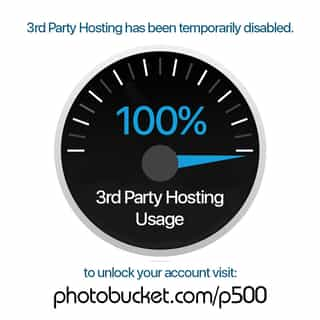 3rd Party Hosting has been temporarily disabled.
100%
3rd Party Hosting
Usage
to unlock your account visit:
photobucket.com/p500